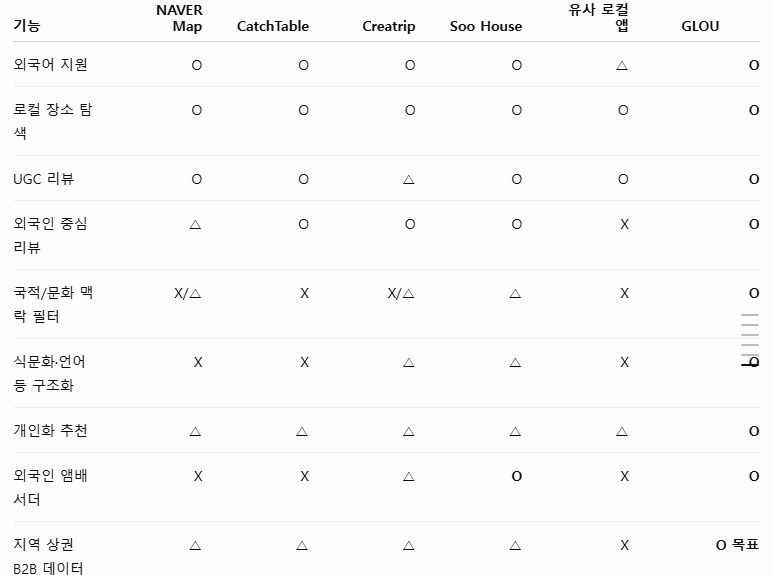 기능 NAVER Map CatchTable Creatrip Soo House 유사 로컬 앱 GLOU
외국어 지원 O O O O △ O
로컬 장소 탐색 O O O O O O
UGC 리뷰 O O △ O O O
외국인 중심 리뷰 △ O O O X O
국적/문화 맥락 필터 X/△ X X/△ △ X O
식문화·언어 등 구조화 X X △ △ X O
개인화 추천 △ △ △ △ △ O
외국인 앰배서더 X X △ O X O
지역 상권 B2B 데이터 △ △ △ △ X O 목표